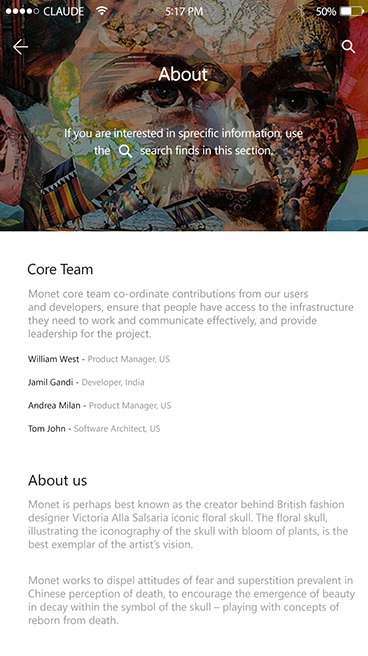 CLAUDE 5:17 PM 50%
About
If you are interested in sprecific information, use
the search finds in this section.
Core Team
Monet core team co-ordinate contributions from our users
and developers, ensure that people have access to the infrastructure
they need to work and communicate effectively, and provide
leadership for the project.
William West - Product Manager, US
Jamil Gandi - Developer, India
Andrea Milan - Product Manager, US
Tom John - Software Architect, US
About us
Monet is perhaps best known as the creator behind British fashion
designer Victoria Alla Salsaria iconic floral skull. The floral skull,
illustrating the iconography of the skull with bloom of plants, is the
best exemplar of the artist's vision.
Monet works to dispel attitudes of fear and superstition prevalent in
Chinese perception of death, to encourage the emergence of beauty
in decay within the symbol of the skull – playing with concepts of
reborn from death.